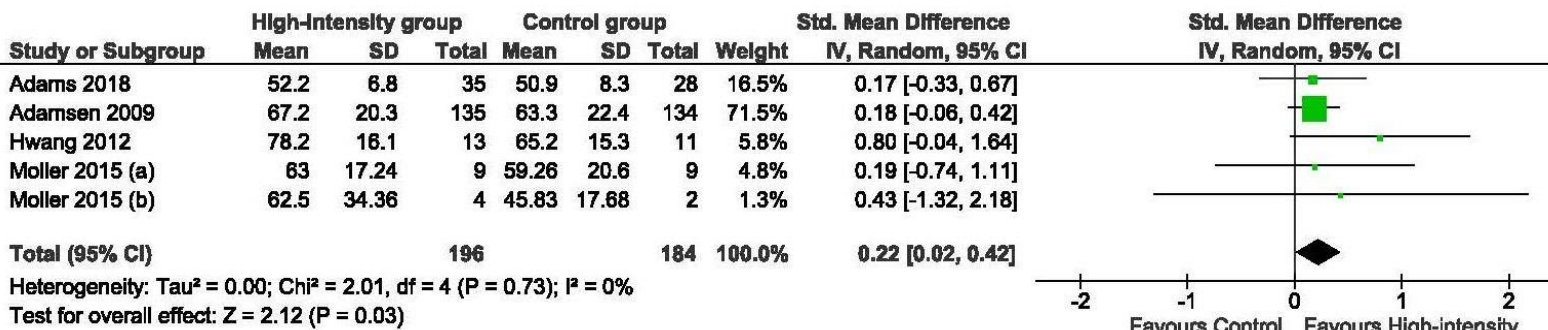 High-intensity group Control group Std. Mean Difference Std. Mean Difference
Study or Subgroup Mean SD Total Mean SD Total Weight IV, Random, 95% CI IV, Random, 95% CI
Adams 2018 52.2 6.8 35 50.9 8.3 28 16.5% 0.17 [-0.33, 0.67]
Adamsen 2009 67.2 20.3 135 63.3 22.4 134 71.5% 0.18 [-0.06, 0.42]
Hwang 2012 78.2 16.1 13 65.2 15.3 11 5.8% 0.80 [-0.04, 1.64]
Moller 2015 (a) 63 17.24 9 59.26 20.6 9 4.8% 0.19 [-0.74, 1.11]
Moller 2015 (b) 62.5 34.36 4 45.83 17.68 2 1.3% 0.43 [-1.32, 2.18]
Total (95% CI) 196 184 100.0% 0.22 [0.02, 0.42]
Heterogeneity: Tau² = 0.00; Chi² = 2.01, df = 4 (P = 0.73); I² = 0%
Test for overall effect: Z = 2.12 (P = 0.03)
-2 -1 0 1 2
Favours Control Favours High-intensity